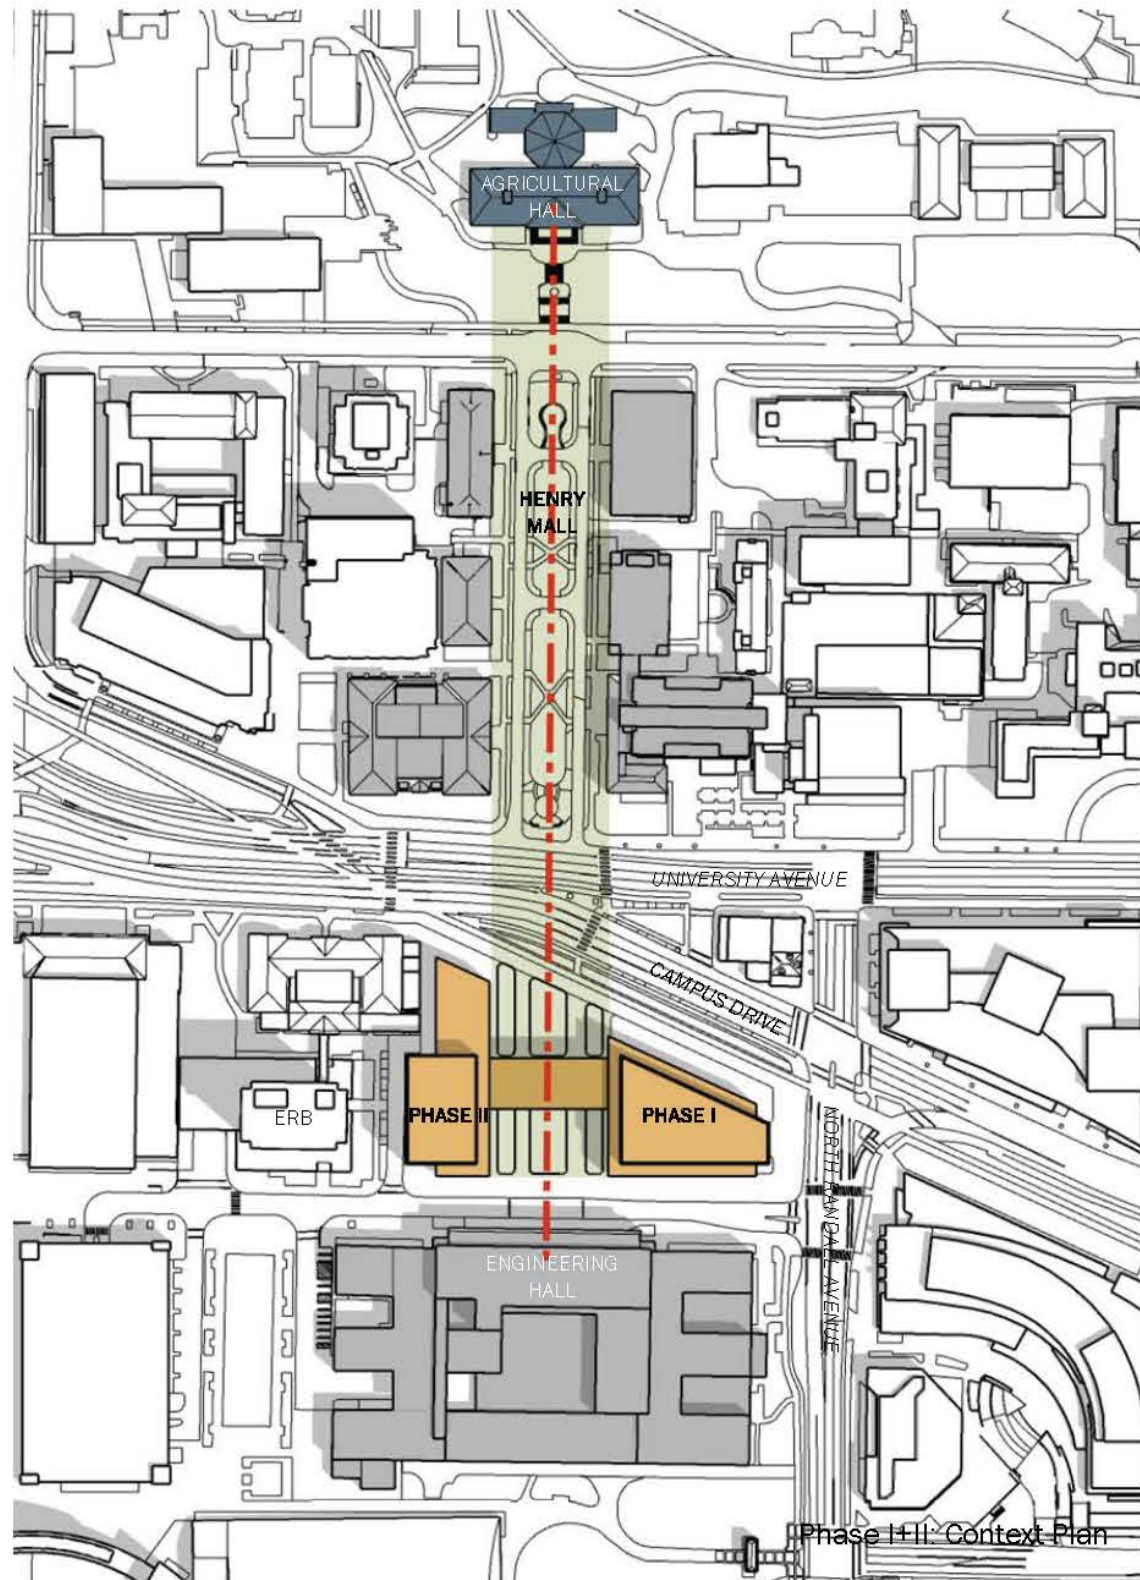 AGRICULTURAL
HALL
HENRY
MALL
UNIVERSITY AVENUE
CAMPUS DRIVE
PHASE II
PHASE I
ERB
NORTH RANDALL AVENUE
ENGINEERING
HALL
Phase I+II: Context Plan